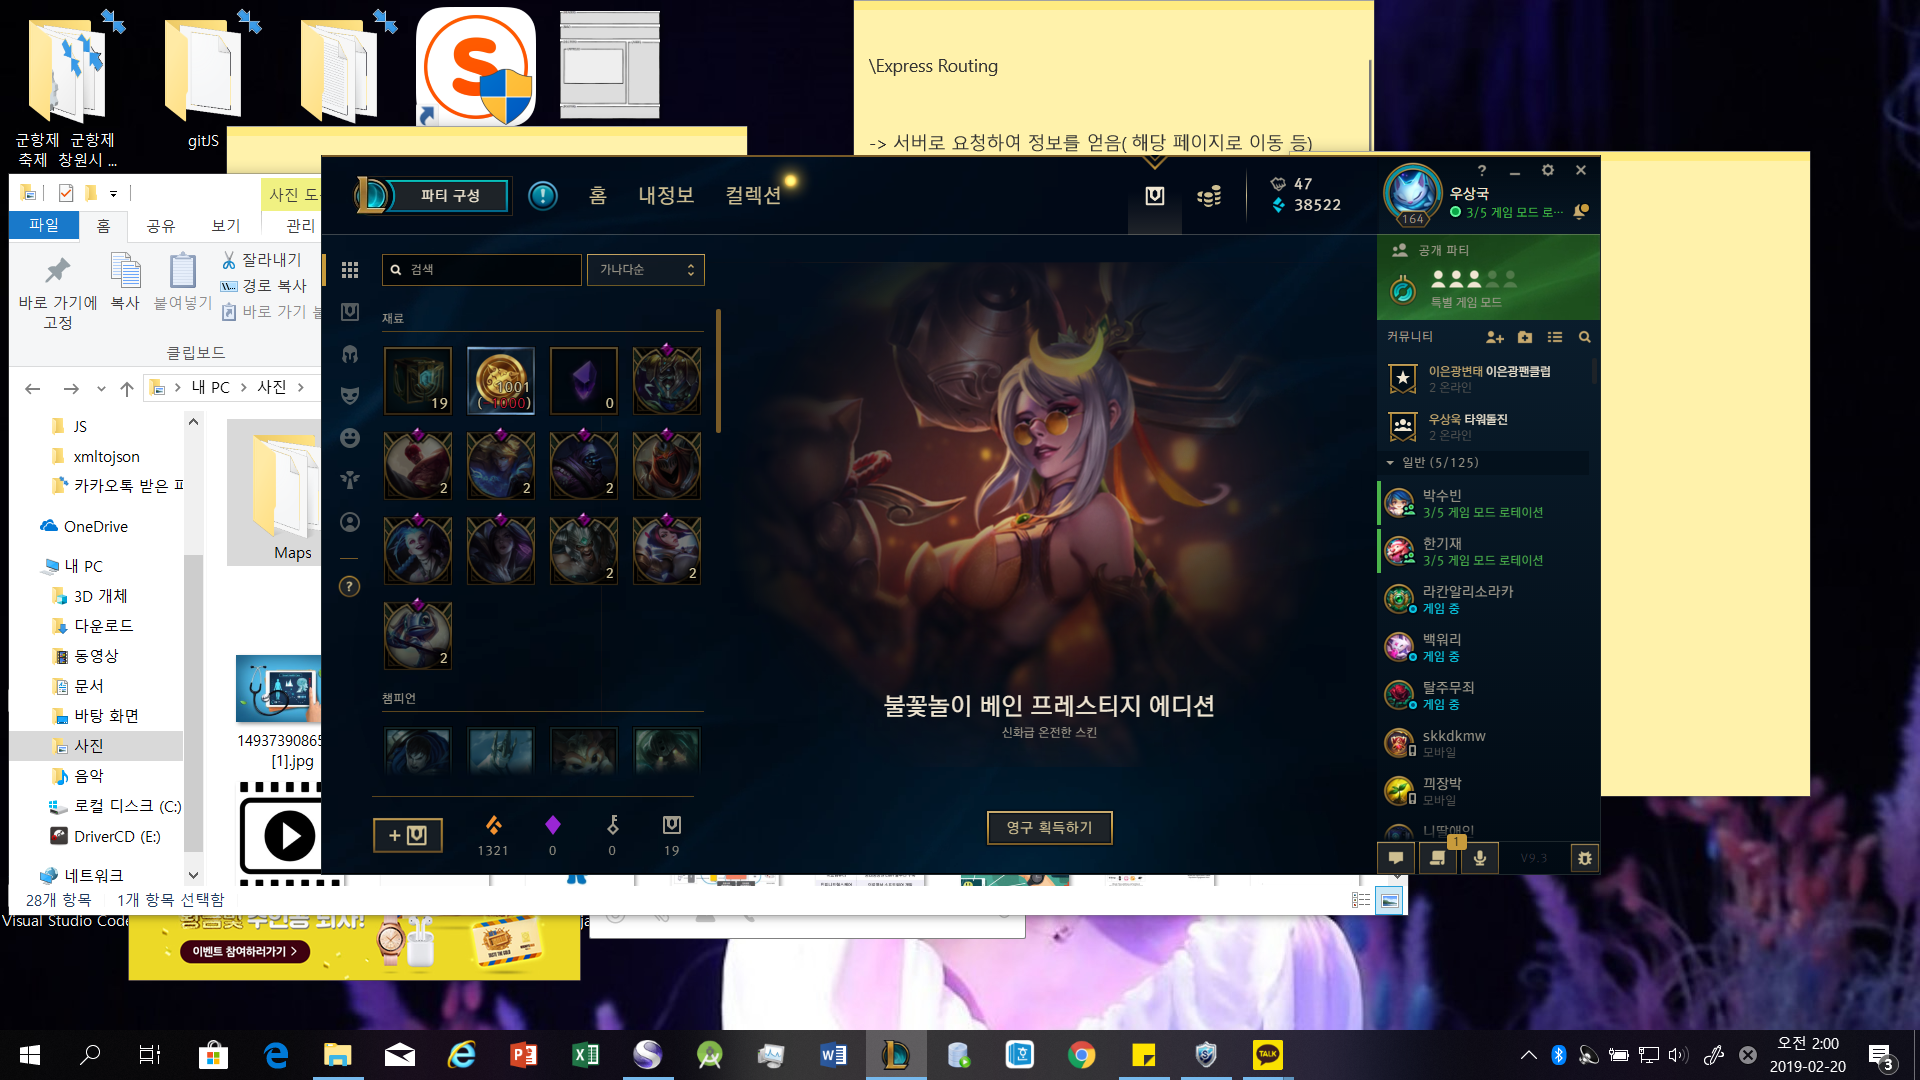 군항제 축제
군항제 창원시 ...
gitJS
\Express Routing
-> 서버로 요청하여 정보를 얻음( 해당 페이지로 이동 등)
사진 도
파일
홈
공유
보기
관리
바로 가기에 고정
복사
붙여넣기
잘라내기
경로 복사
바로 가기
클립보드
내 PC > 사진 >
JS
xmltojson
카카오톡 받은 파
OneDrive
내 PC
3D 개체
다운로드
동영상
문서
바탕 화면
사진
음악
로컬 디스크 (C:)
DriverCD (E:)
네트워크
Maps
14937390865
[1].jpg
28개 항목
1개 항목 선택함
Visual Studio Code
이벤트 참여하러가기 >
파티 구성
홈
내정보
컬렉션
47
38522
164
우상국
3/5 게임 모드 로...
검색
가나다순
재료
19
1001
(-1000)
0
2
2
2
2
2
2
챔피언
1321
0
0
19
불꽃놀이 베인 프레스티지 에디션
신화급 온전한 스킨
영구 획득하기
공개 파티
특별 게임 모드
커뮤니티
이은광변태 이은광팬클럽
2 온라인
우상욱 타워돌진
2 온라인
일반 (5/125)
박수빈
3/5 게임 모드 로테이션
한기재
3/5 게임 모드 로테이션
라칸알리소라카
게임 중
백워리
게임 중
탈주무죄
게임 중
skkdkmw
모바일
끠장박
모바일
1
V9.3
TALK
오전 2:00
2019-02-20
3